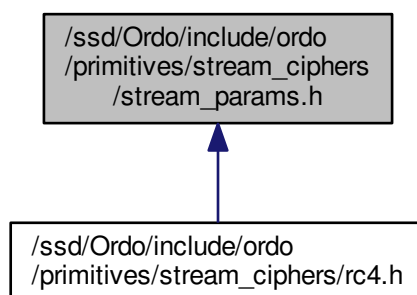 /ssd/Ordo/include/ordo
/primitives/stream_ciphers
/stream_params.h
/ssd/Ordo/include/ordo
/primitives/stream_ciphers/rc4.h